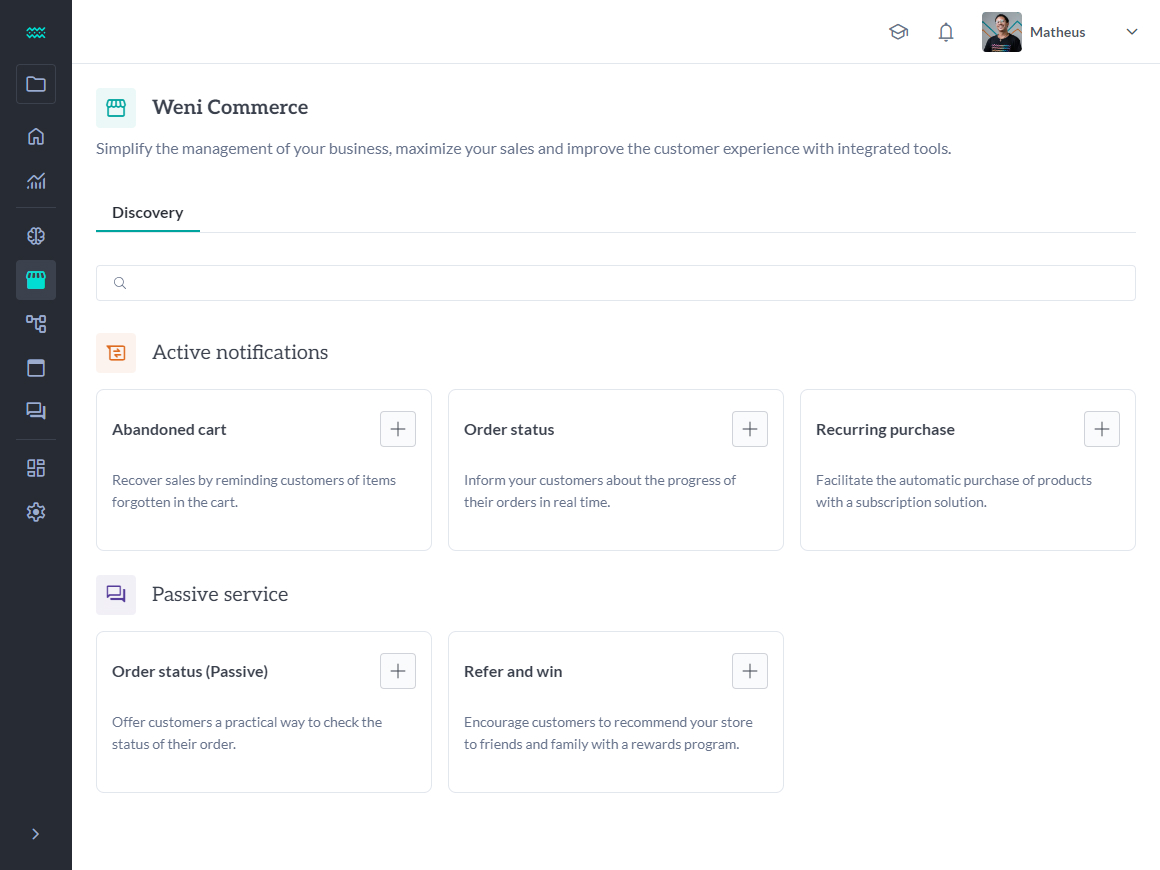 Matheus
Weni Commerce
Simplify the management of your business, maximize your sales and improve the customer experience with integrated tools.
Discovery
Active notifications
Abandoned cart
Recover sales by reminding customers of items
forgotten in the cart.
Order status
Inform your customers about the progress of
their orders in real time.
Recurring purchase
Facilitate the automatic purchase of products
with a subscription solution.
Passive service
Order status (Passive)
Offer customers a practical way to check the
status of their order.
Refer and win
Encourage customers to recommend your store
to friends and family with a rewards program.